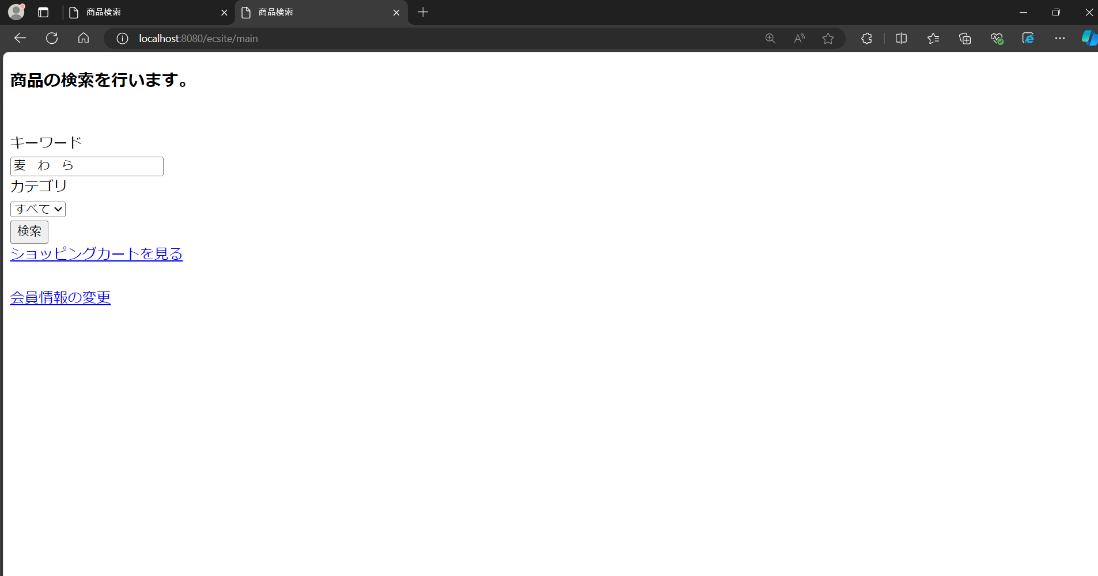 商品検索
商品検索
localhost:8080/ecsite/main
商品の検索を行います。
キーワード
麦　わ　ら
カテゴリ
すべて
検索
ショッピングカートを見る
会員情報の変更